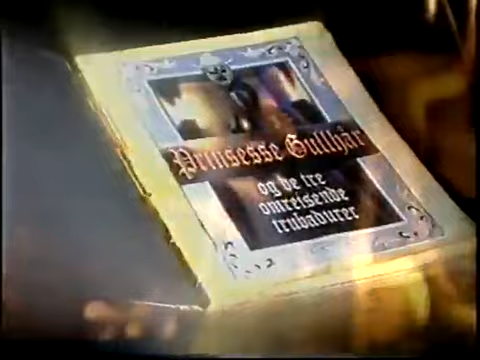 Prinsesse Gullhår
og de tre
omreisende
trubadurer